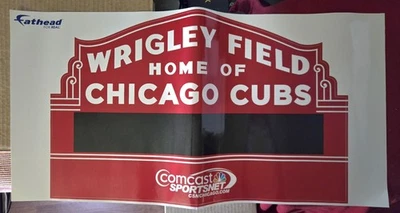 Fathead
WRIGLEY FIELD
HOME OF
CHICAGO CUBS
comcast
SPORTSNET